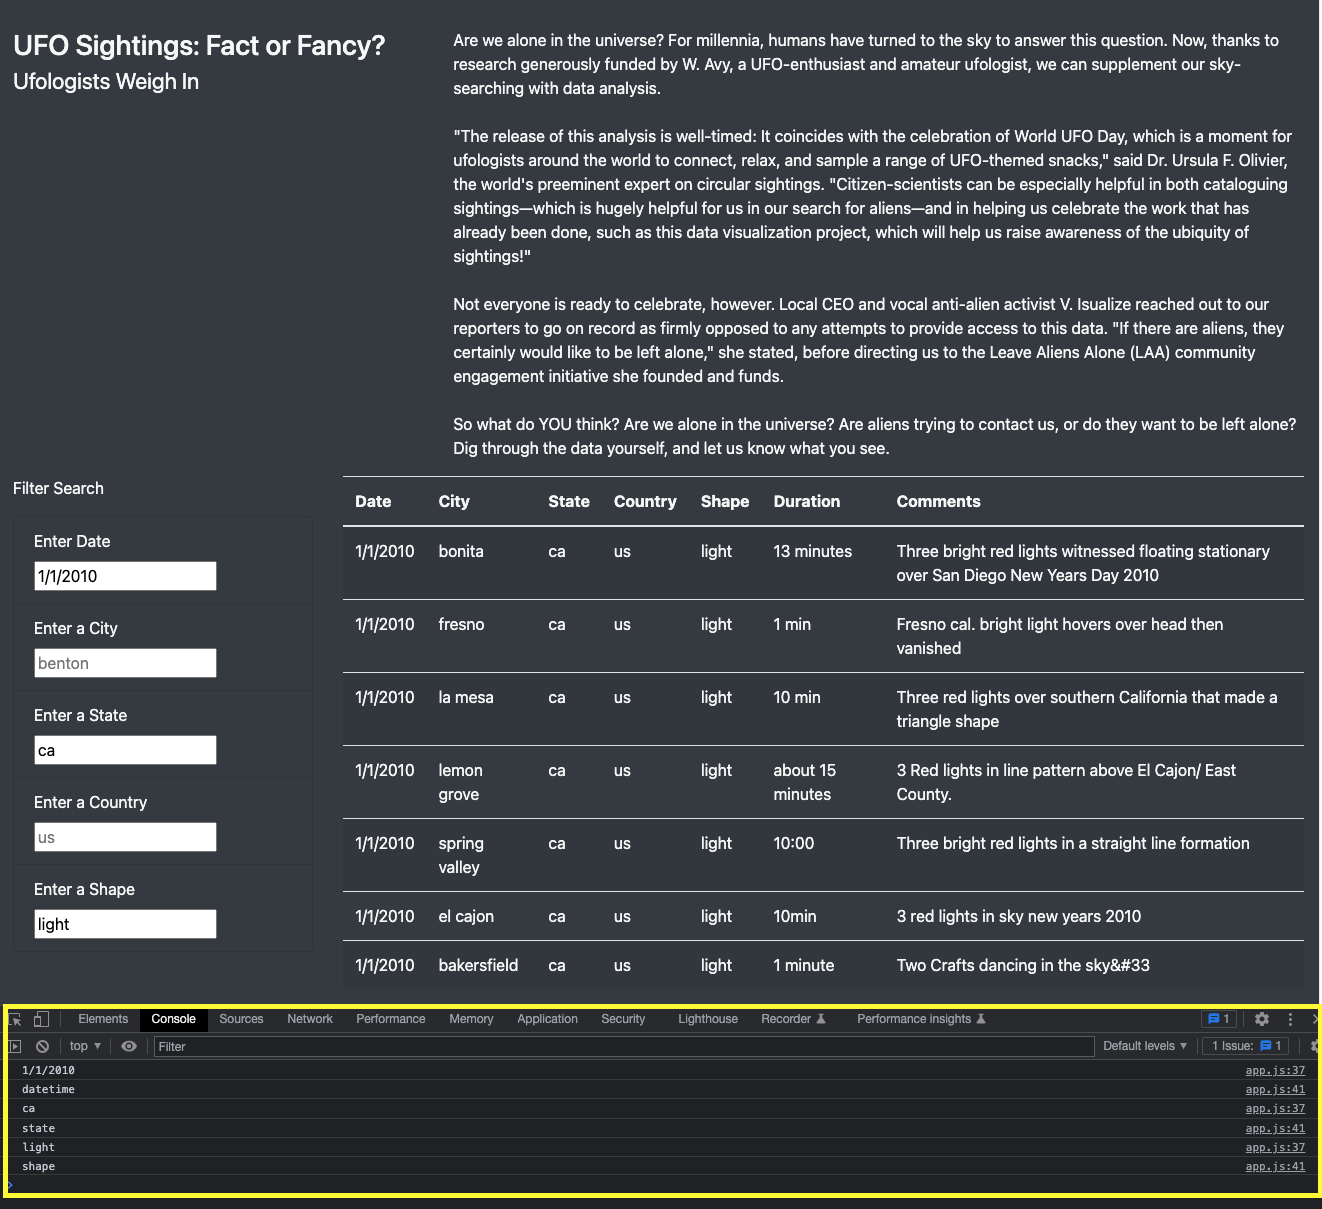 UFO Sightings: Fact or Fancy?
Ufologists Weigh In
Are we alone in the universe? For millennia, humans have turned to the sky to answer this question. Now, thanks to
research generously funded by W. Avy, a UFO-enthusiast and amateur ufologist, we can supplement our sky-
searching with data analysis.
"The release of this analysis is well-timed: It coincides with the celebration of World UFO Day, which is a moment for
ufologists around the world to connect, relax, and sample a range of UFO-themed snacks," said Dr. Ursula F. Olivier,
the world's preeminent expert on circular sightings. "Citizen-scientists can be especially helpful in both cataloguing
sightings—which is hugely helpful for us in our search for aliens—and in helping us celebrate the work that has
already been done, such as this data visualization project, which will help us raise awareness of the ubiquity of
sightings!"
Not everyone is ready to celebrate, however. Local CEO and vocal anti-alien activist V. Isualize reached out to our
reporters to go on record as firmly opposed to any attempts to provide access to this data. "If there are aliens, they
certainly would like to be left alone," she stated, before directing us to the Leave Aliens Alone (LAA) community
engagement initiative she founded and funds.
So what do YOU think? Are we alone in the universe? Are aliens trying to contact us, or do they want to be left alone?
Dig through the data yourself, and let us know what you see.
Filter Search
Enter Date
1/1/2010
Enter a City
benton
Enter a State
ca
Enter a Country
us
Enter a Shape
light
Date City State Country Shape Duration Comments
1/1/2010 bonita ca us light 13 minutes Three bright red lights witnessed floating stationary
over San Diego New Years Day 2010
1/1/2010 fresno ca us light 1 min Fresno cal. bright light hovers over head then
vanished
1/1/2010 la mesa ca us light 10 min Three red lights over southern California that made a
triangle shape
1/1/2010 lemon ca us light about 15 3 Red lights in line pattern above El Cajon/ East
grove minutes County.
1/1/2010 spring ca us light 10:00 Three bright red lights in a straight line formation
valley
1/1/2010 el cajon ca us light 10min 3 red lights in sky new years 2010
1/1/2010 bakersfield ca us light 1 minute Two Crafts dancing in the sky&#33
Elements Console Sources Network Performance Memory Application Security Lighthouse Recorder Performance insights 1
top Filter Default levels 1 Issue: 1
1/1/2010 app.js:37
datetime app.js:41
ca app.js:37
state app.js:41
light app.js:37
shape app.js:41